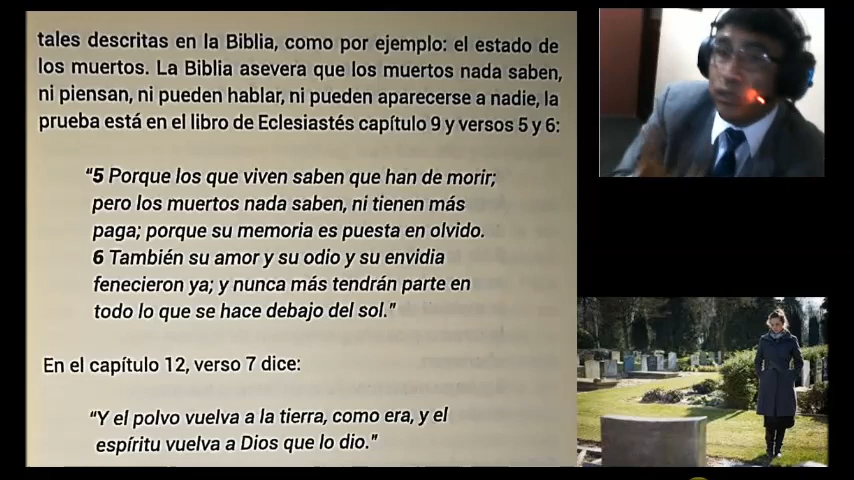 tales descritas en la Biblia, como por ejemplo: el estado de
los muertos. La Biblia asevera que los muertos nada saben,
ni piensan, ni pueden hablar, ni pueden aparecerse a nadie, la
prueba está en el libro de Eclesiastés capítulo 9 y versos 5 y 6:
“5 Porque los que viven saben que han de morir;
pero los muertos nada saben, ni tienen más
paga; porque su memoria es puesta en olvido.
6 También su amor y su odio y su envidia
fenecieron ya; y nunca más tendrán parte en
todo lo que se hace debajo del sol.”
En el capítulo 12, verso 7 dice:
“Y el polvo vuelva a la tierra, como era, y el
espíritu vuelva a Dios que lo dio.”